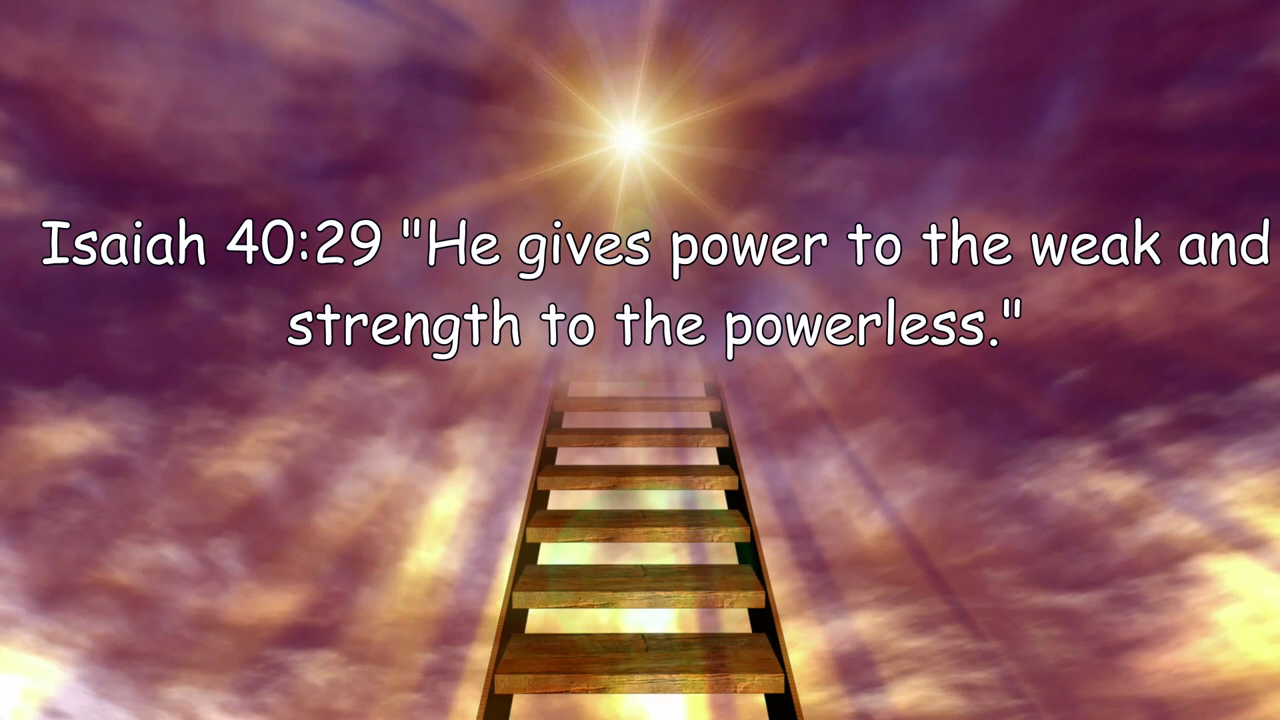 Isaiah 40:29 "He gives power to the weak and
strength to the powerless."